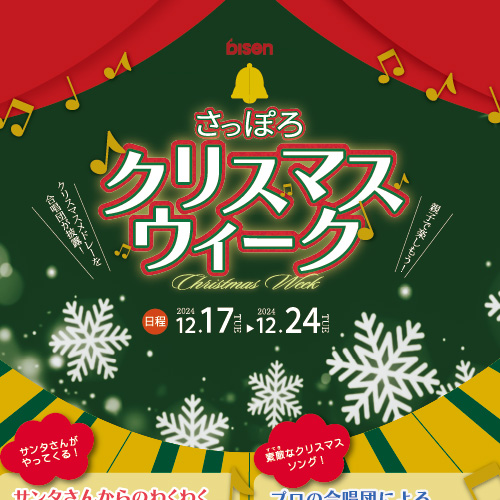 bisen
さっぽろ
クリスマス
ウィーク
Christmas Week
クリスマスメドレーを
合唱団が披露！
親子で楽しもう！
日程 2024 12.17 TUE ▶ 2024 12.24 TUE
サンタさんが
やってくる！
すてき
素敵なクリスマス
ソング！
サンタさんからのわくわく
プロの合唱団による